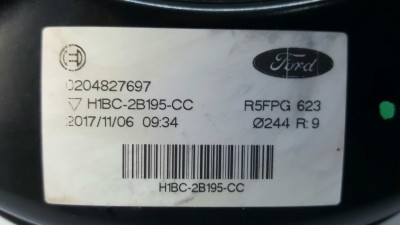 Ford
0204827697
▽ H1BC-2B195-CC R5FPG 623
2017/11/06 09:34 Ø244 R:9
H1BC-2B195-CC